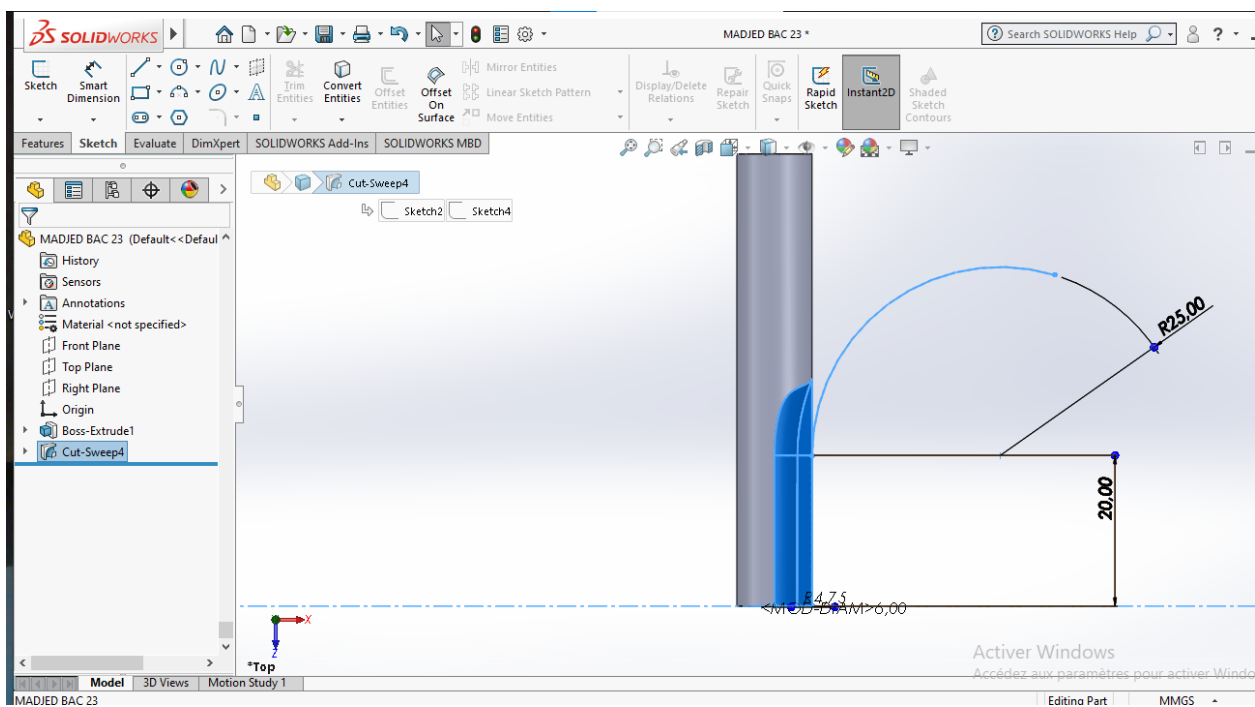 SOLIDWORKS
MADJED BAC 23 *
Search SOLIDWORKS Help
?
Sketch
Smart Dimension
Trim Entities
Convert Entities
Offset Entities
Offset On Surface
Mirror Entities
Linear Sketch Pattern
Move Entities
Display/Delete Relations
Repair Sketch
Quick Snaps
Rapid Sketch
Instant2D
Shaded Sketch Contours
Features Sketch Evaluate DimXpert SOLIDWORKS Add-Ins SOLIDWORKS MBD
Cut-Sweep4
Sketch2 Sketch4
MADJED BAC 23 (Default<<Defaul
History
Sensors
Annotations
Material <not specified>
Front Plane
Top Plane
Right Plane
Origin
Boss-Extrude1
Cut-Sweep4
R25,00
20,00
R4,75
<MOD-DIAM>6,00
X
Z
*Top
Activer Windows
Accédez aux paramètres pour activer Windo
Model 3D Views Motion Study 1
MADJED BAC 23
Editing Part MMGS